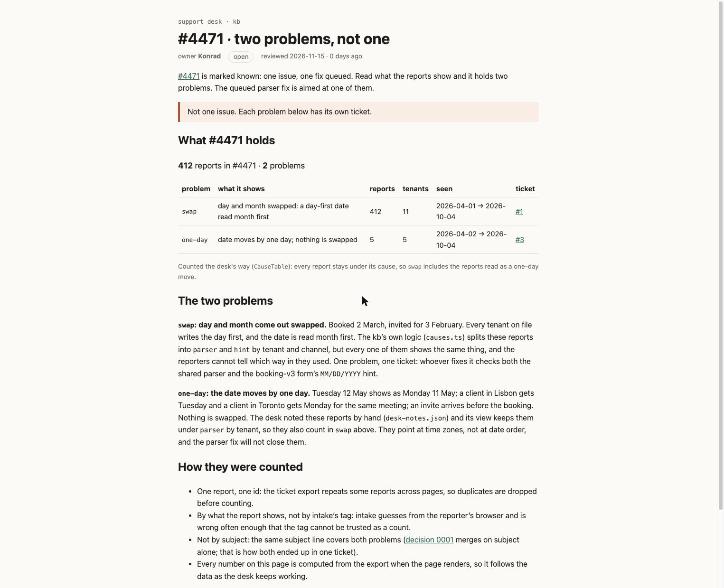 support desk · kb
#4471 · two problems, not one
owner Konrad open reviewed 2026-11-15 · 0 days ago
#4471 is marked known: one issue, one fix queued. Read what the reports show and it holds two
problems. The queued parser fix is aimed at one of them.
Not one issue. Each problem below has its own ticket.
What #4471 holds
412 reports in #4471 · 2 problems
problem what it shows reports tenants seen ticket
swap day and month swapped: a day-first date read month first 412 11 2026-04-01 → 2026-10-04 #1
one-day date moves by one day; nothing is swapped 5 5 2026-04-02 → 2026-10-04 #3
Counted the desk's way (CauseTable): every report stays under its cause, so swap includes the reports read as a one-day
move.
The two problems
swap: day and month come out swapped. Booked 2 March, invited for 3 February. Every tenant on file
writes the day first, and the date is read month first. The kb's own logic (causes.ts) splits these reports
into parser and hint by tenant and channel, but every one of them shows the same thing, and the
reporters cannot tell which way in they used. One problem, one ticket: whoever fixes it checks both the
shared parser and the booking-v3 form's MM/DD/YYYY hint.
one-day: the date moves by one day. Tuesday 12 May shows as Monday 11 May; a client in Lisbon gets
Tuesday and a client in Toronto gets Monday for the same meeting; an invite arrives before the booking.
Nothing is swapped. The desk noted these reports by hand (desk-notes.json) and its view keeps them
under parser by tenant, so they also count in swap above. They point at time zones, not at date order,
and the parser fix will not close them.
How they were counted
• One report, one id: the ticket export repeats some reports across pages, so duplicates are dropped
before counting.
• By what the report shows, not by intake's tag: intake guesses from the reporter's browser and is
wrong often enough that the tag cannot be trusted as a count.
• Not by subject: the same subject line covers both problems (decision 0001 merges on subject
alone; that is how both ended up in one ticket).
• Every number on this page is computed from the export when the page renders, so it follows the
data as the desk keeps working.